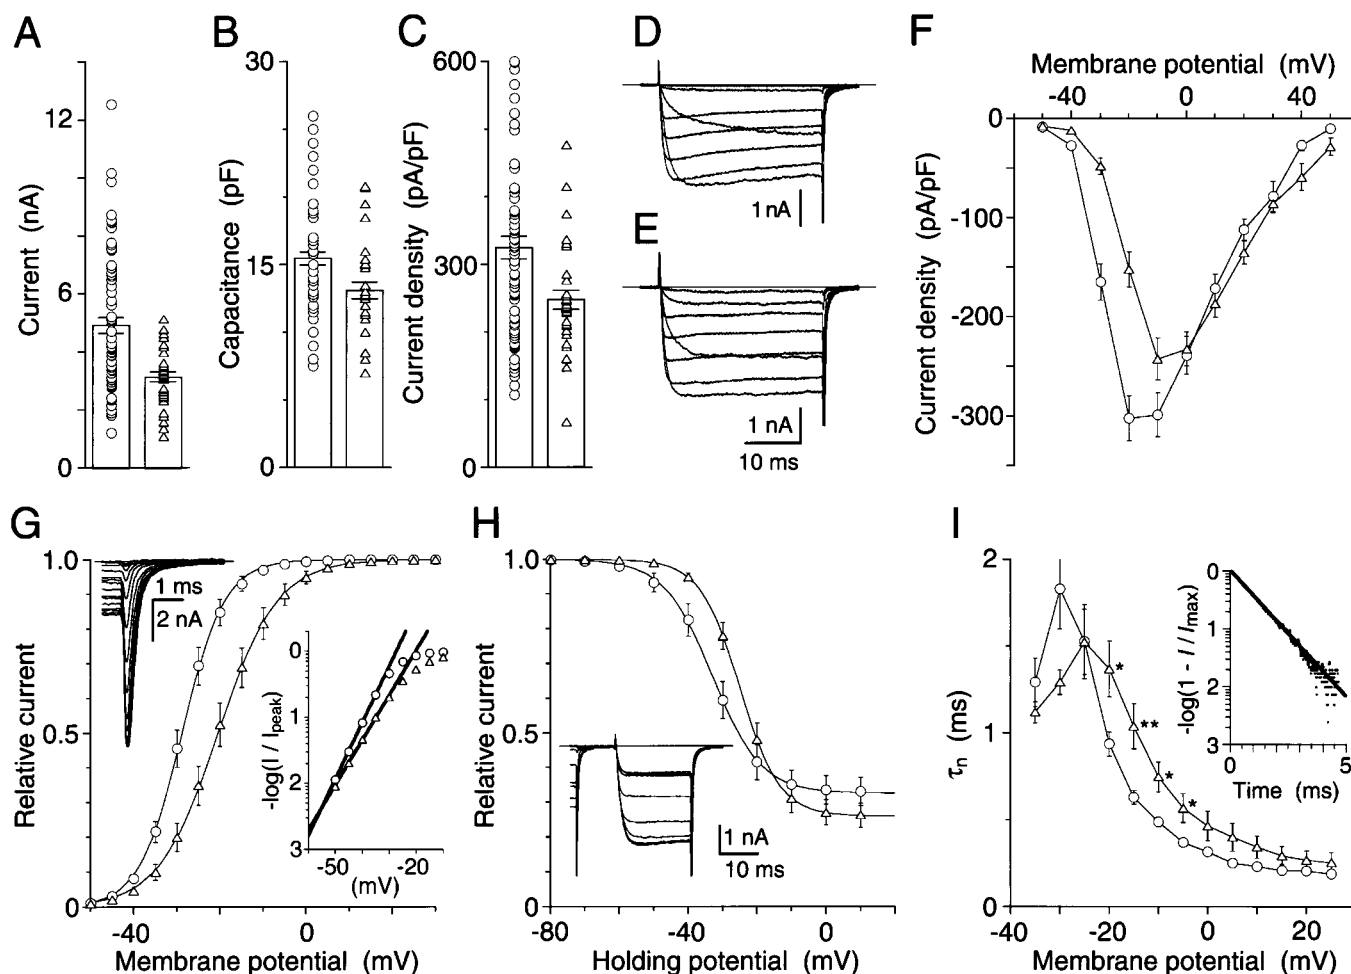 A
B
C
D
E
F
G
H
I
Current (nA)
12
6
0
Capacitance (pF)
30
15
0
Current density (pA/pF)
600
300
0
1 nA
1 nA
10 ms
Membrane potential (mV)
-40 0 40
Current density (pA/pF)
0
-100
-200
-300
Relative current
1.0
0.5
0
-40 -20 0 20
Membrane potential (mV)
1 ms
2 nA
-log(I / Ipeak)
0
1
2
3
-50 -20
(mV)
Relative current
1.0
0.5
0
-80 -40 0
Holding potential (mV)
1 nA
10 ms
τn (ms)
2
1
0
-40 -20 0 20
Membrane potential (mV)
*
**
*
*
-log(1 - I / Imax)
0
1
2
3
0 5
Time (ms)